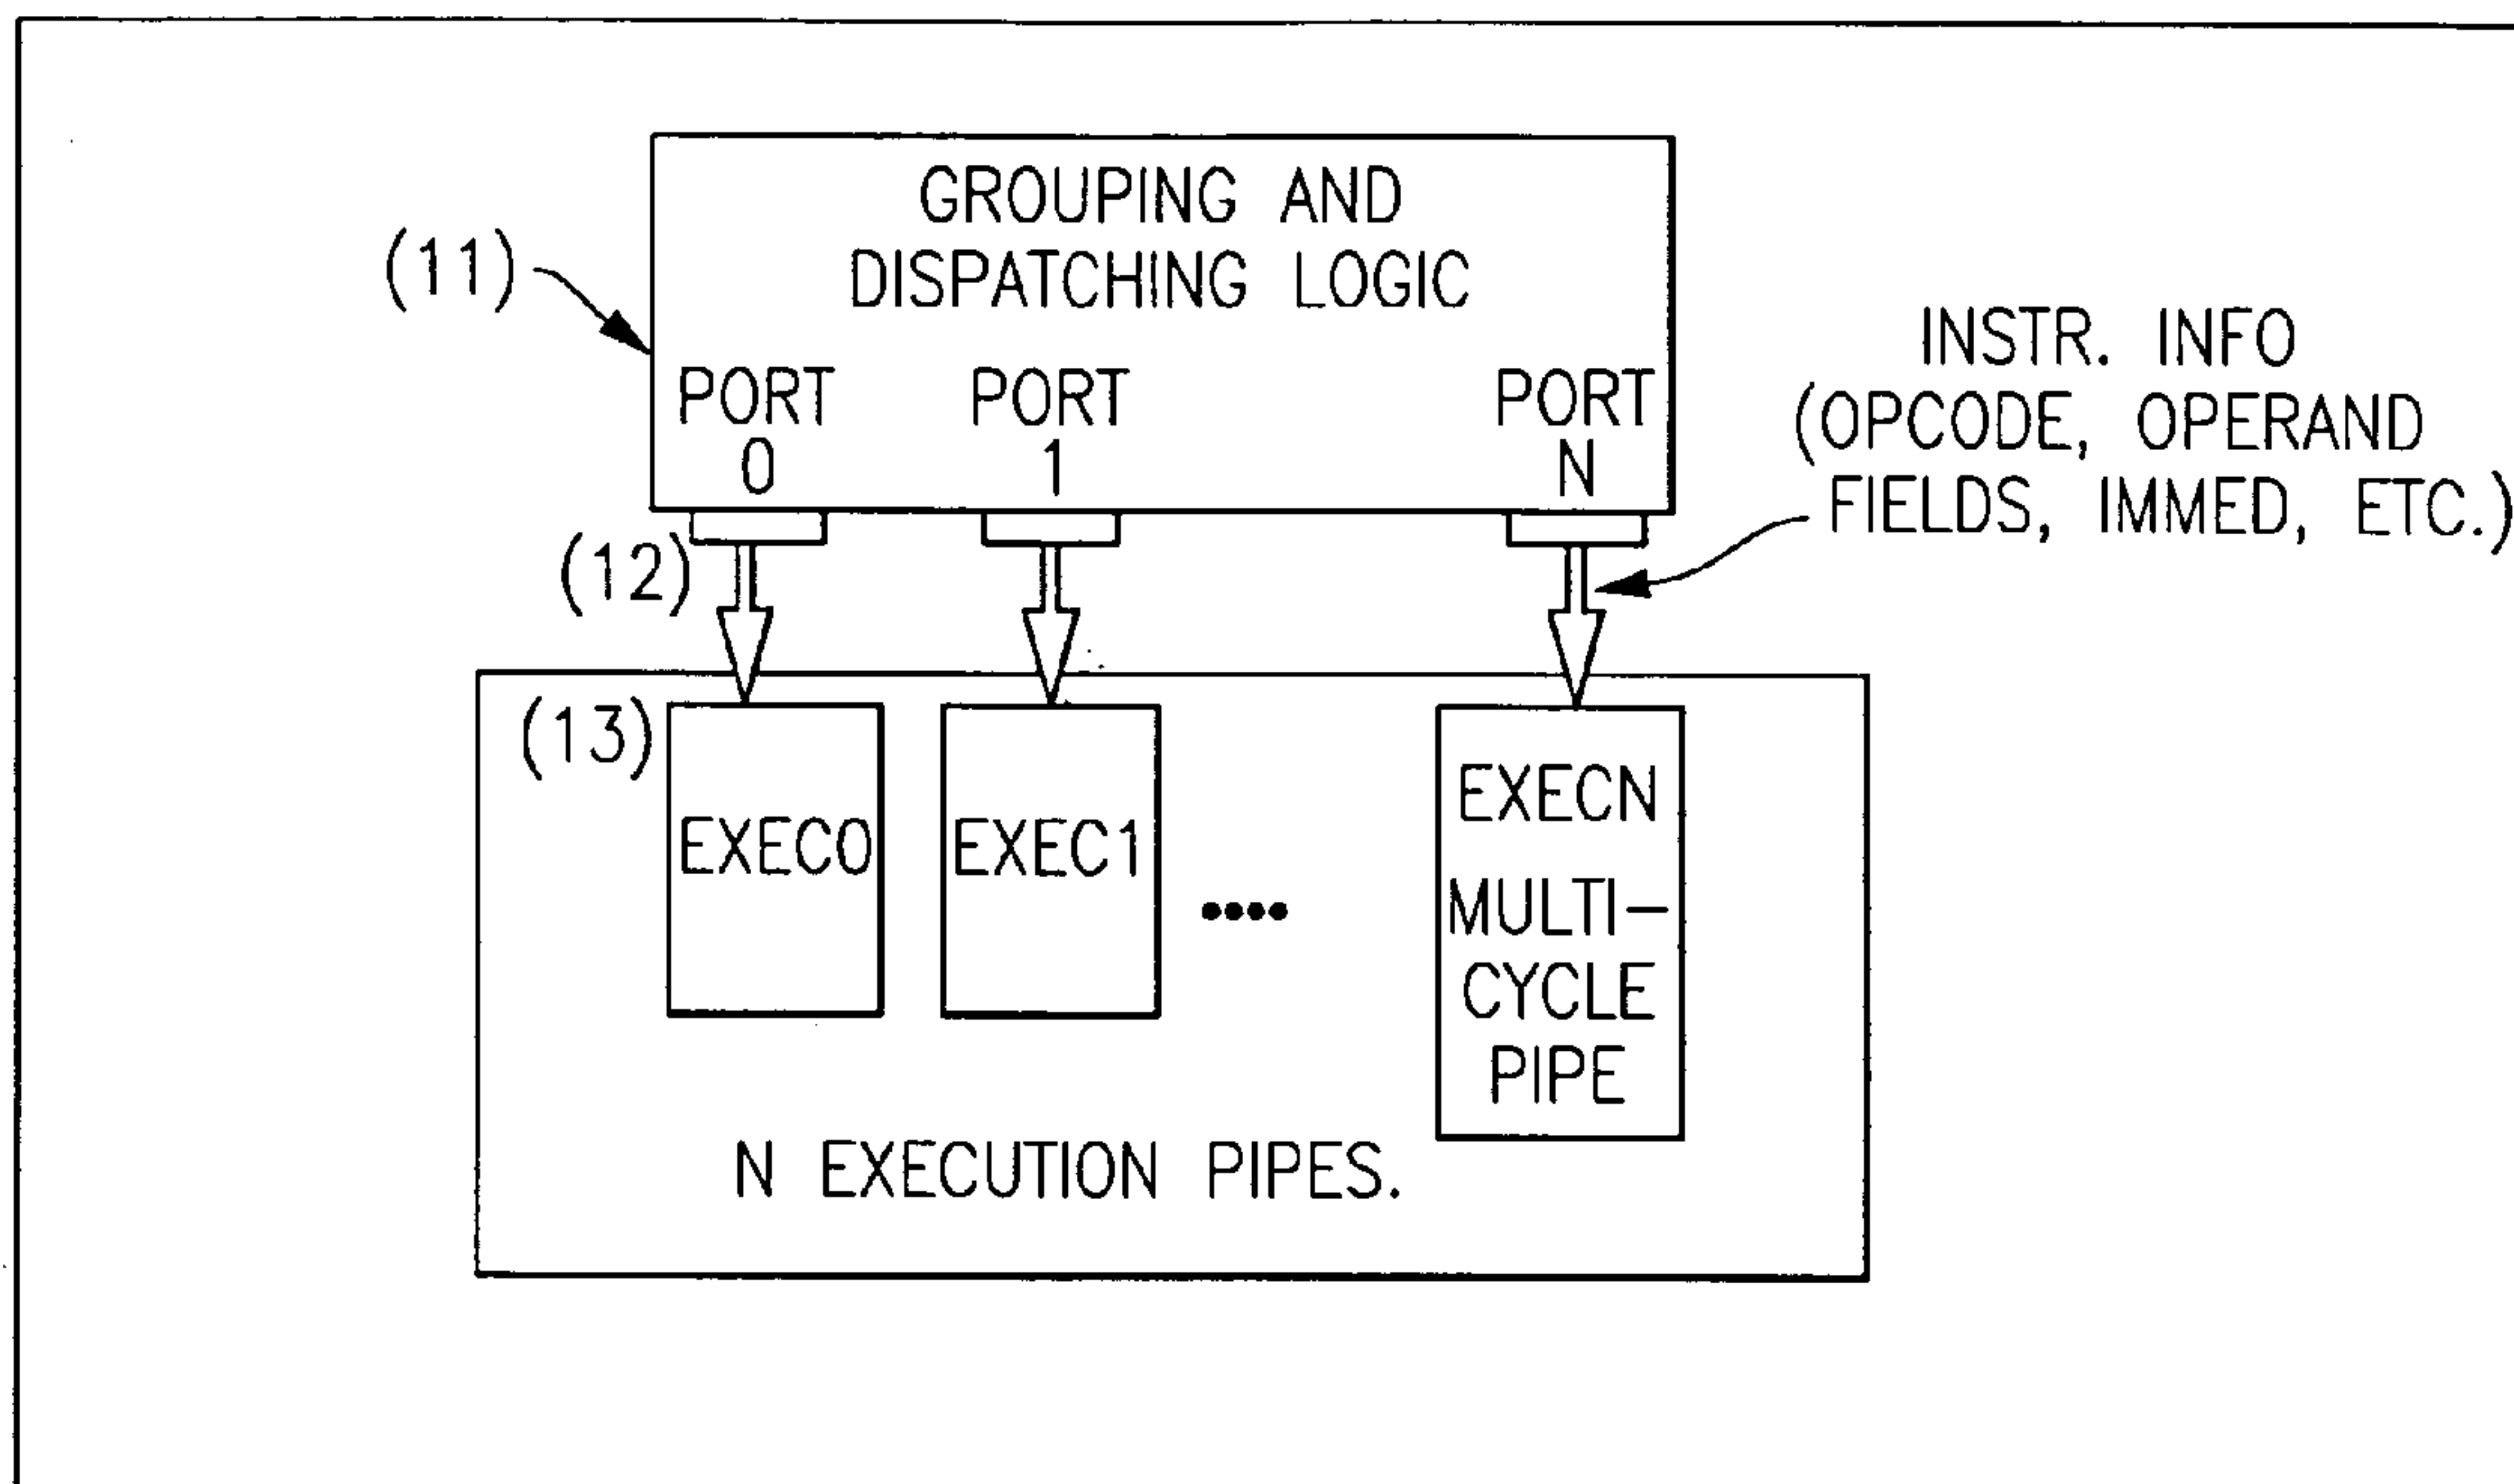 GROUPING AND
DISPATCHING LOGIC
(11)
PORT 0
PORT 1
PORT N
INSTR. INFO
(OPCODE, OPERAND
FIELDS, IMMED, ETC.)
(12)
(13)
EXEC0
EXEC1
EXECN
MULTI-
CYCLE
PIPE
N EXECUTION PIPES.